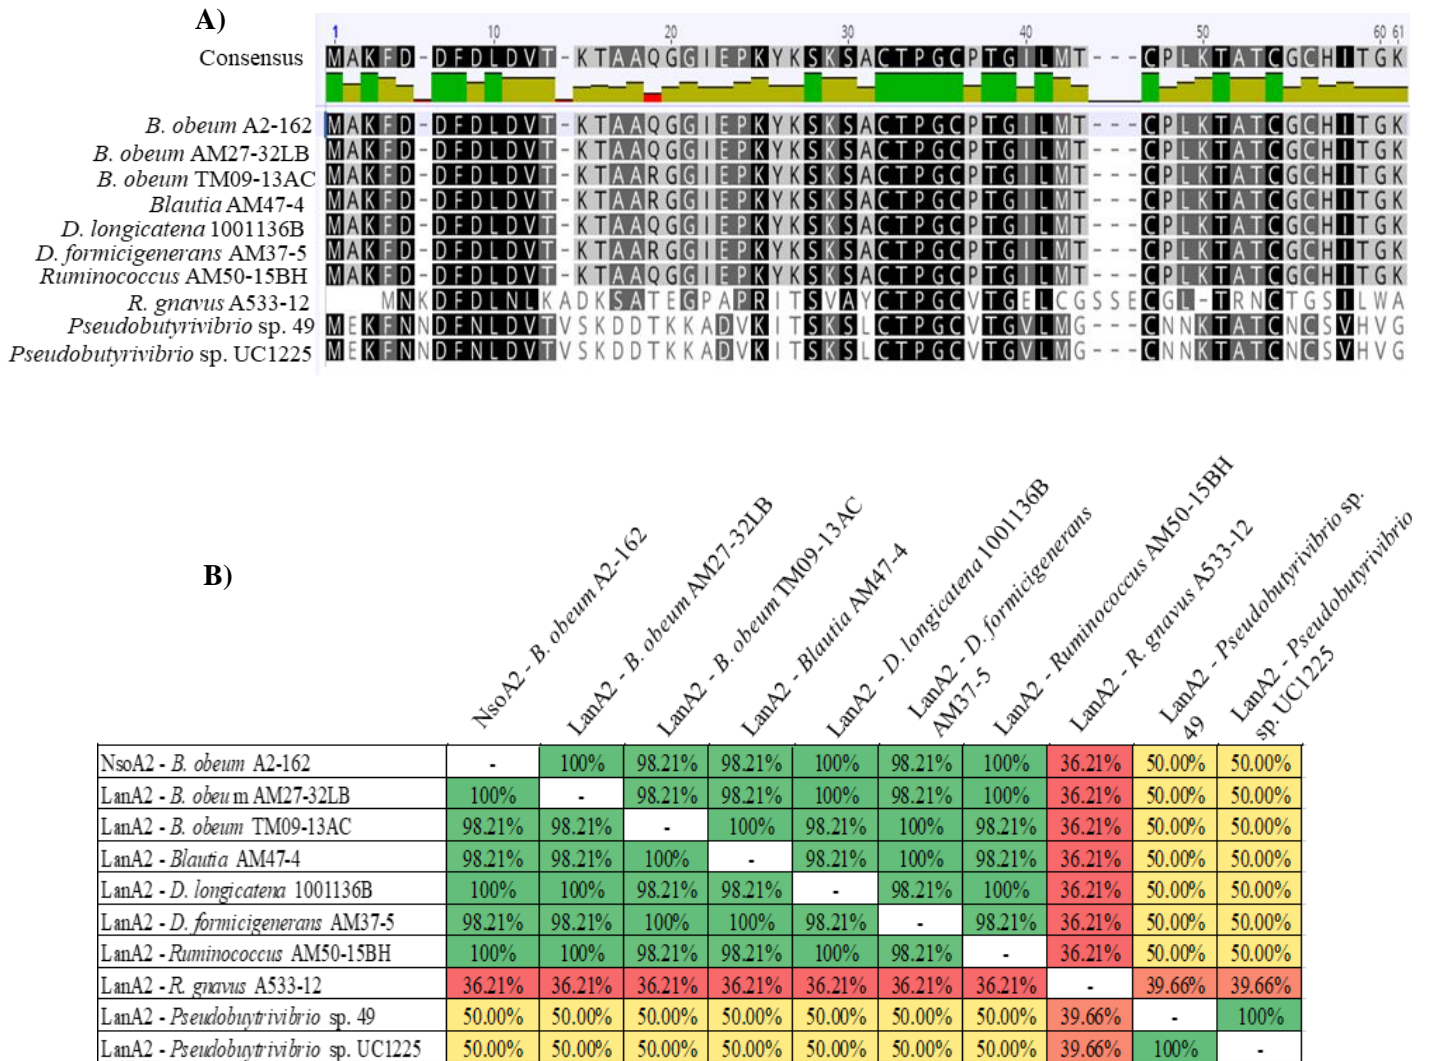 A)
1 10 20 30 40 50 60 61
Consensus MAKFD-DFDLDVT-KTAAQGGIEPKYKSKSACTPGCPTGILMT---CPLKTATCGCHITGK
B. obeum A2-162 MAKFD-DFDLDVT-KTAAQGGIEPKYKSKSACTPGCPTGILMT---CPLKTATCGCHITGK
B. obeum AM27-32LB MAKFD-DFDLDVT-KTAAQGGIEPKYKSKSACTPGCPTGILMT---CPLKTATCGCHITGK
B. obeum TM09-13AC MAKFD-DFDLDVT-KTAARGGIEPKYKSKSACTPGCPTGILMT---CPLKTATCGCHITGK
Blautia AM47-4 MAKFD-DFDLDVT-KTAARGGIEPKYKSKSACTPGCPTGILMT---CPLKTATCGCHITGK
D. longicatena 1001136B MAKFD-DFDLDVT-KTAAQGGIEPKYKSKSACTPGCPTGILMT---CPLKTATCGCHITGK
D. formicigenerans AM37-5 MAKFD-DFDLDVT-KTAARGGIEPKYKSKSACTPGCPTGILMT---CPLKTATCGCHITGK
Ruminococcus AM50-15BH MAKFD-DFDLDVT-KTAAQGGIEPKYKSKSACTPGCPTGILMT---CPLKTATCGCHITGK
R. gnavus A533-12 MNKDFDLNLKADKSATEGPAPRITSVAYCTPGCVTGELCGSSECGL-TRNCTGSILWA
Pseudobutyrivibrio sp. 49 MEKFNNDFNLDVTVSKDDTKKADVKITSKSLCTPGCVTGVLMG---CNNKTATCNCSVHVG
Pseudobutyrivibrio sp. UC1225 MEKFNNDFNLDVTVSKDDTKKADVKITSKSLCTPGCVTGVLMG---CNNKTATCNCSVHVG
B)
NsoA2 - B. obeum A2-162
LanA2 - B. obeum AM27-32LB
LanA2 - B. obeum TM09-13AC
LanA2 - Blautia AM47-4
LanA2 - D. longicatena 1001136B
LanA2 - D. formicigenerans
AM37-5
LanA2 - Ruminococcus AM50-15BH
LanA2 - R. gnavus A533-12
LanA2 - Pseudobutyrivibrio sp.
49
LanA2 - Pseudobutyrivibrio
sp. UC1225
NsoA2 - B. obeum A2-162 - 100% 98.21% 98.21% 100% 98.21% 100% 36.21% 50.00% 50.00%
LanA2 - B. obeu m AM27-32LB 100% - 98.21% 98.21% 100% 98.21% 100% 36.21% 50.00% 50.00%
LanA2 - B. obeum TM09-13AC 98.21% 98.21% - 100% 98.21% 100% 98.21% 36.21% 50.00% 50.00%
LanA2 - Blautia AM47-4 98.21% 98.21% 100% - 98.21% 100% 98.21% 36.21% 50.00% 50.00%
LanA2 - D. longicatena 1001136B 100% 100% 98.21% 98.21% - 98.21% 100% 36.21% 50.00% 50.00%
LanA2 - D. formicigenerans AM37-5 98.21% 98.21% 100% 100% 98.21% - 98.21% 36.21% 50.00% 50.00%
LanA2 - Ruminococcus AM50-15BH 100% 100% 98.21% 98.21% 100% 98.21% - 36.21% 50.00% 50.00%
LanA2 - R. gnavus A533-12 36.21% 36.21% 36.21% 36.21% 36.21% 36.21% 36.21% - 39.66% 39.66%
LanA2 - Pseudobuytrivibrio sp. 49 50.00% 50.00% 50.00% 50.00% 50.00% 50.00% 50.00% 39.66% - 100%
LanA2 - Pseudobuytrivibrio sp. UC1225 50.00% 50.00% 50.00% 50.00% 50.00% 50.00% 50.00% 39.66% 100% -